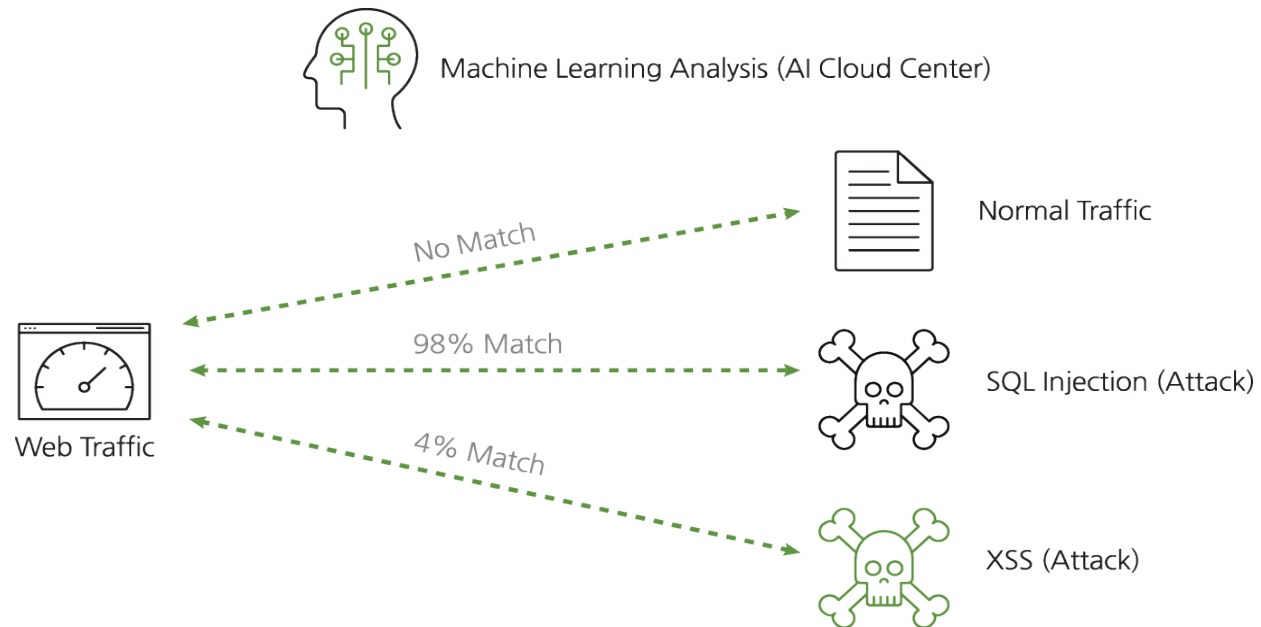 Machine Learning Analysis (AI Cloud Center)
No Match
Normal Traffic
98% Match
SQL Injection (Attack)
Web Traffic
4% Match
XSS (Attack)